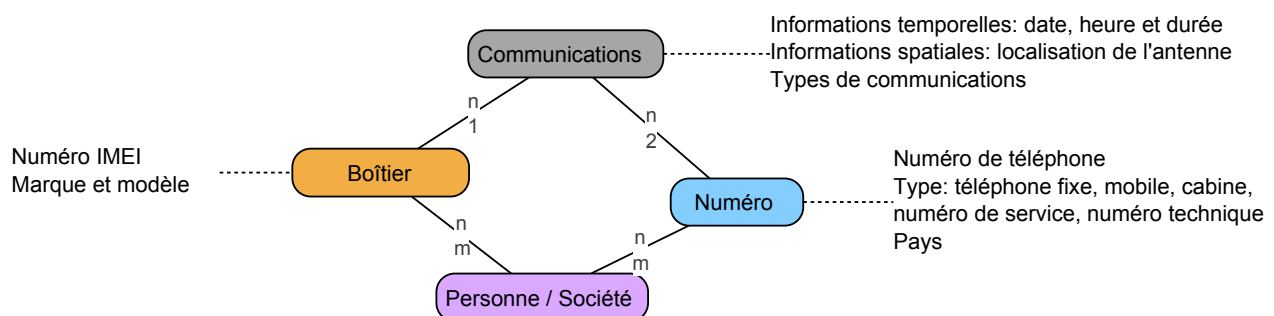 Informations temporelles: date, heure et durée
Communications
Informations spatiales: localisation de l'antenne
Types de communications
n
1
n
2
Numéro IMEI
Marque et modèle
Boîtier
Numéro
Numéro de téléphone
Type: téléphone fixe, mobile, cabine,
numéro de service, numéro technique
Pays
n
m
n
m
Personne / Société